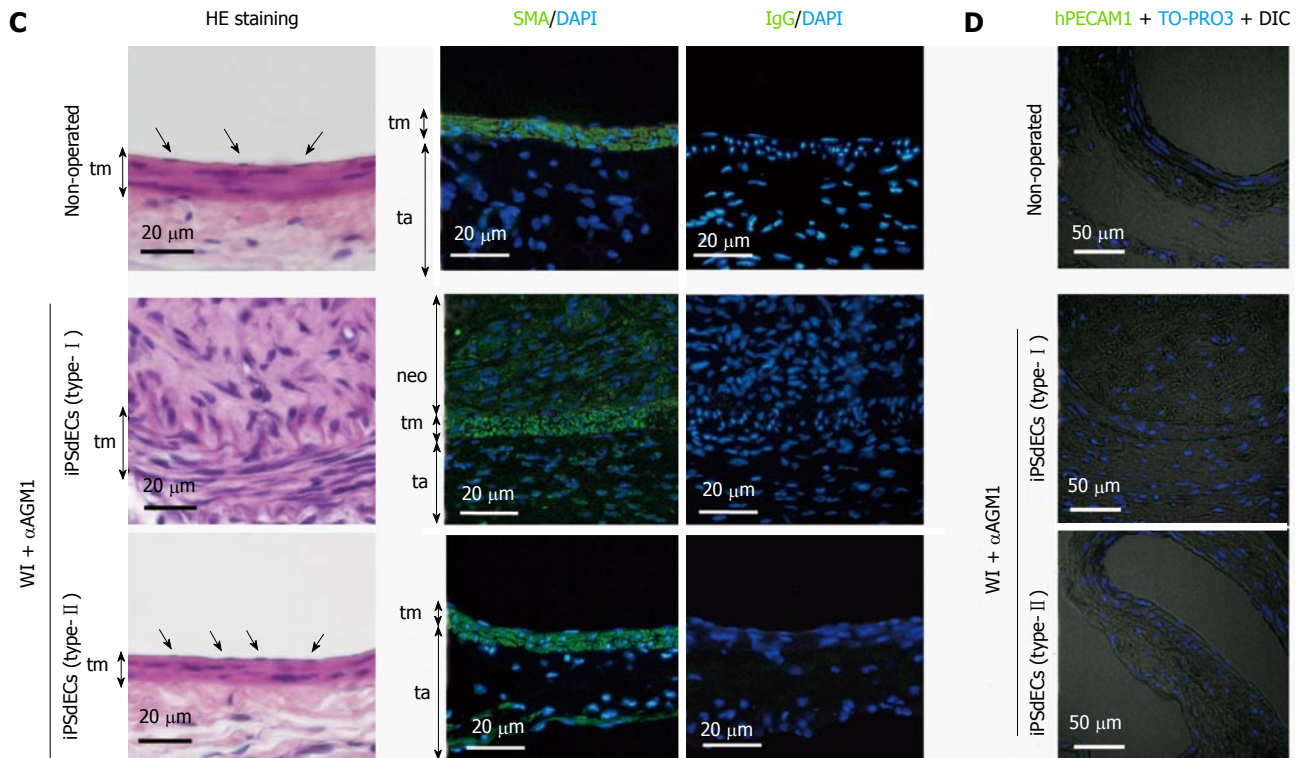 C
HE staining
SMA/DAPI
IgG/DAPI
D
hPECAM1 + TO-PRO3 + DIC
Non-operated
tm
20 μm
tm
ta
20 μm
20 μm
Non-operated
50 μm
WI + αAGM1
iPSdECs (type-Ⅰ)
tm
20 μm
neo
tm
ta
20 μm
20 μm
WI + αAGM1
iPSdECs (type-Ⅰ)
50 μm
iPSdECs (type-Ⅱ)
tm
20 μm
tm
ta
20 μm
20 μm
iPSdECs (type-Ⅱ)
50 μm